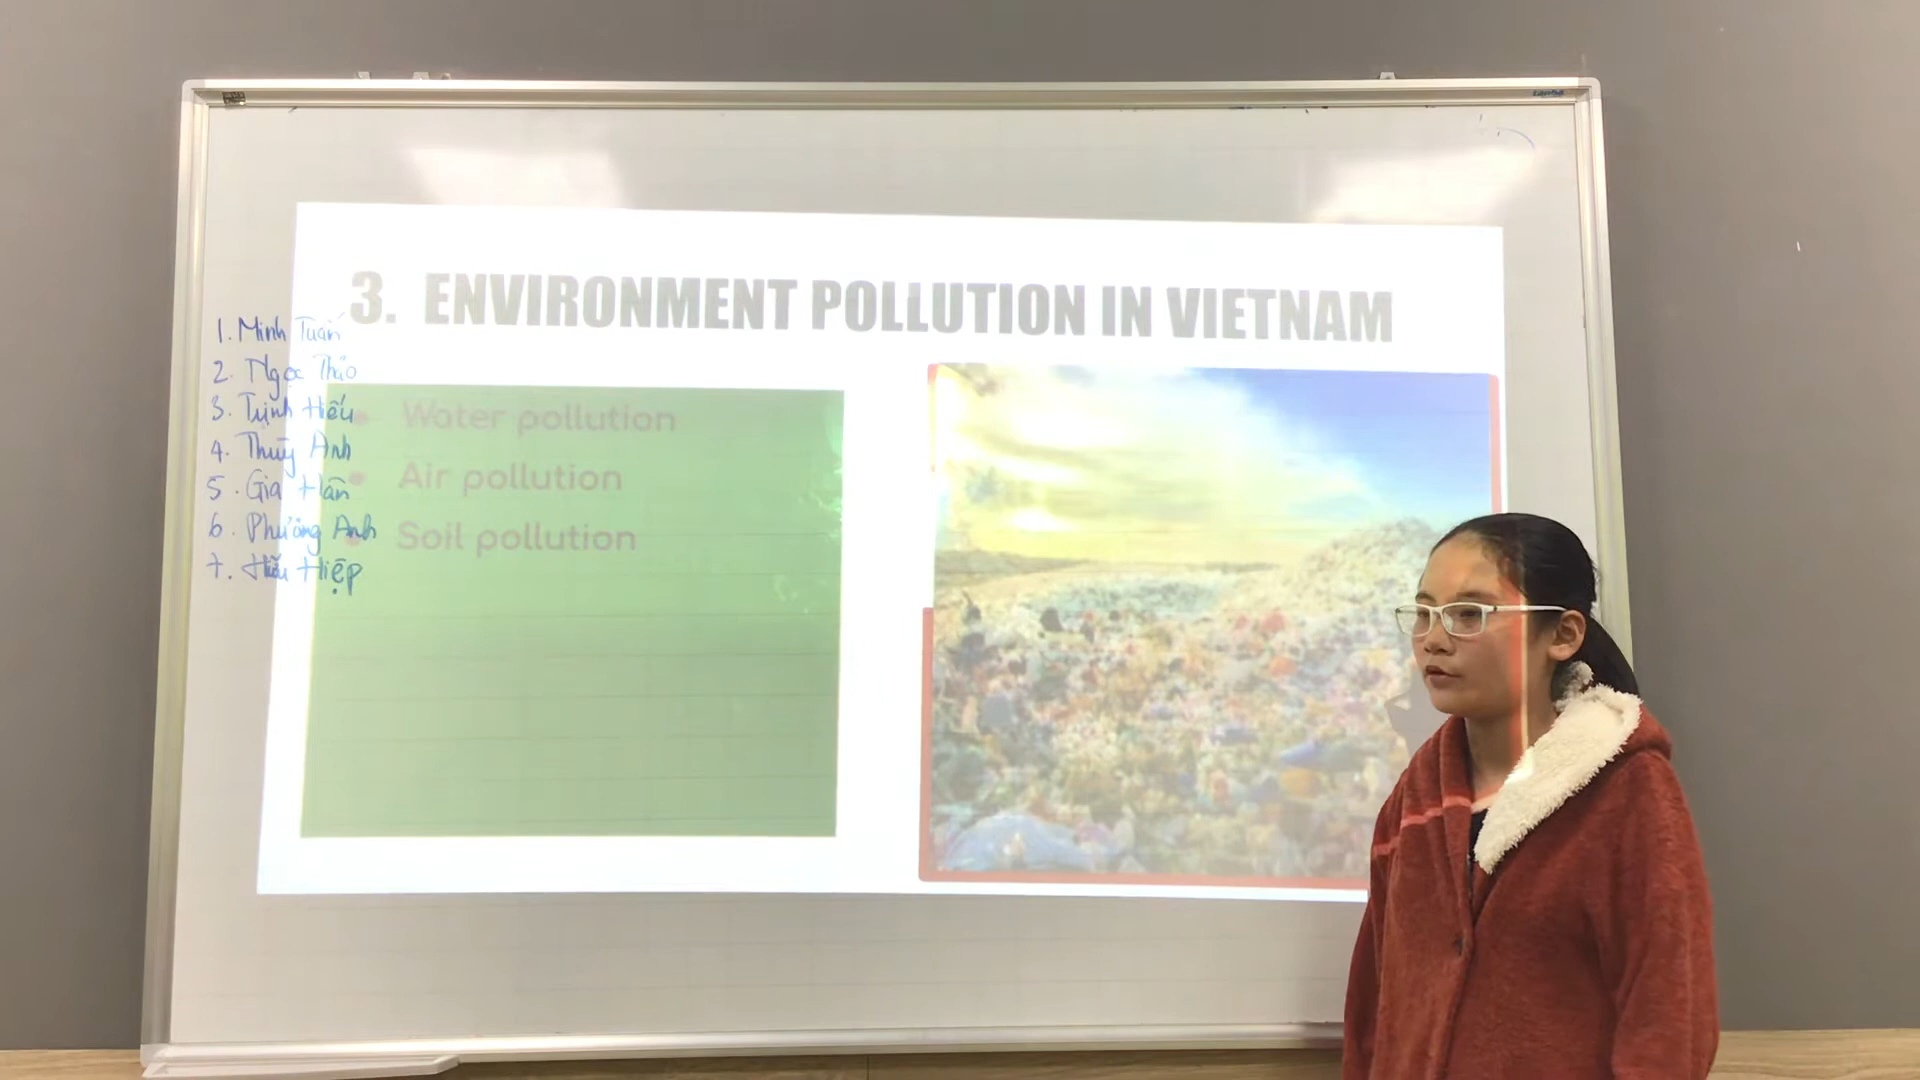 3. ENVIRONMENT POLLUTION IN VIETNAM
1. Minh Tuấn
2. Ngọc Thảo
3. Trịnh Hiếu
4. Thùy Anh
5. Gia Hân
6. Phương Anh
7. Hữu Hiệp
• Water pollution
• Air pollution
• Soil pollution